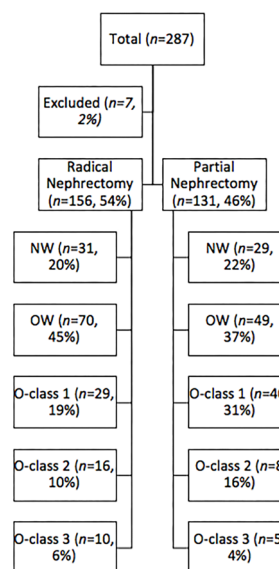 Total (n=287)
Excluded (n=7,
2%)
Radical
Nephrectomy
(n=156, 54%)
NW (n=31,
20%)
OW (n=70,
45%)
O-class 1 (n=29,
19%)
O-class 2 (n=16,
10%)
O-class 3 (n=10,
6%)
Partial
Nephrectomy
(n=131, 46%)
NW (n=29,
22%)
OW (n=49,
37%)
O-class 1 (n=40
31%)
O-class 2 (n=8
16%)
O-class 3 (n=5
4%)